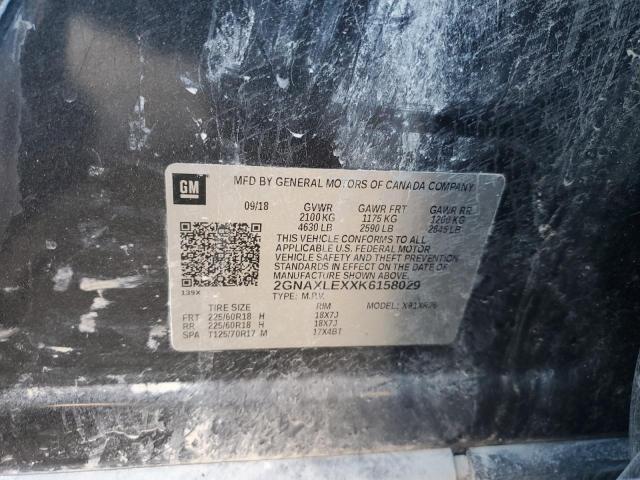 GM
MFD BY GENERAL MOTORS OF CANADA COMPANY
09/18 GVWR GAWR FRT GAWR RR
2100 KG 1175 KG 1200 KG
4630 LB 2590 LB 2645 LB
THIS VEHICLE CONFORMS TO ALL
APPLICABLE U.S. FEDERAL MOTOR
VEHICLE SAFETY AND THEFT
PREVENTION STANDARDS IN EFFECT
ON THE DATE OF
MANUFACTURE SHOWN ABOVE.
2GNAXLEXXK6158029
139X
TYPE: M.P.V. MODEL: X91XR26
TIRE SIZE RIM
FRT 225/60R18 H 18X7J
RR 225/60R18 H 18X7J
SPA T125/70R17 M 17X4BT